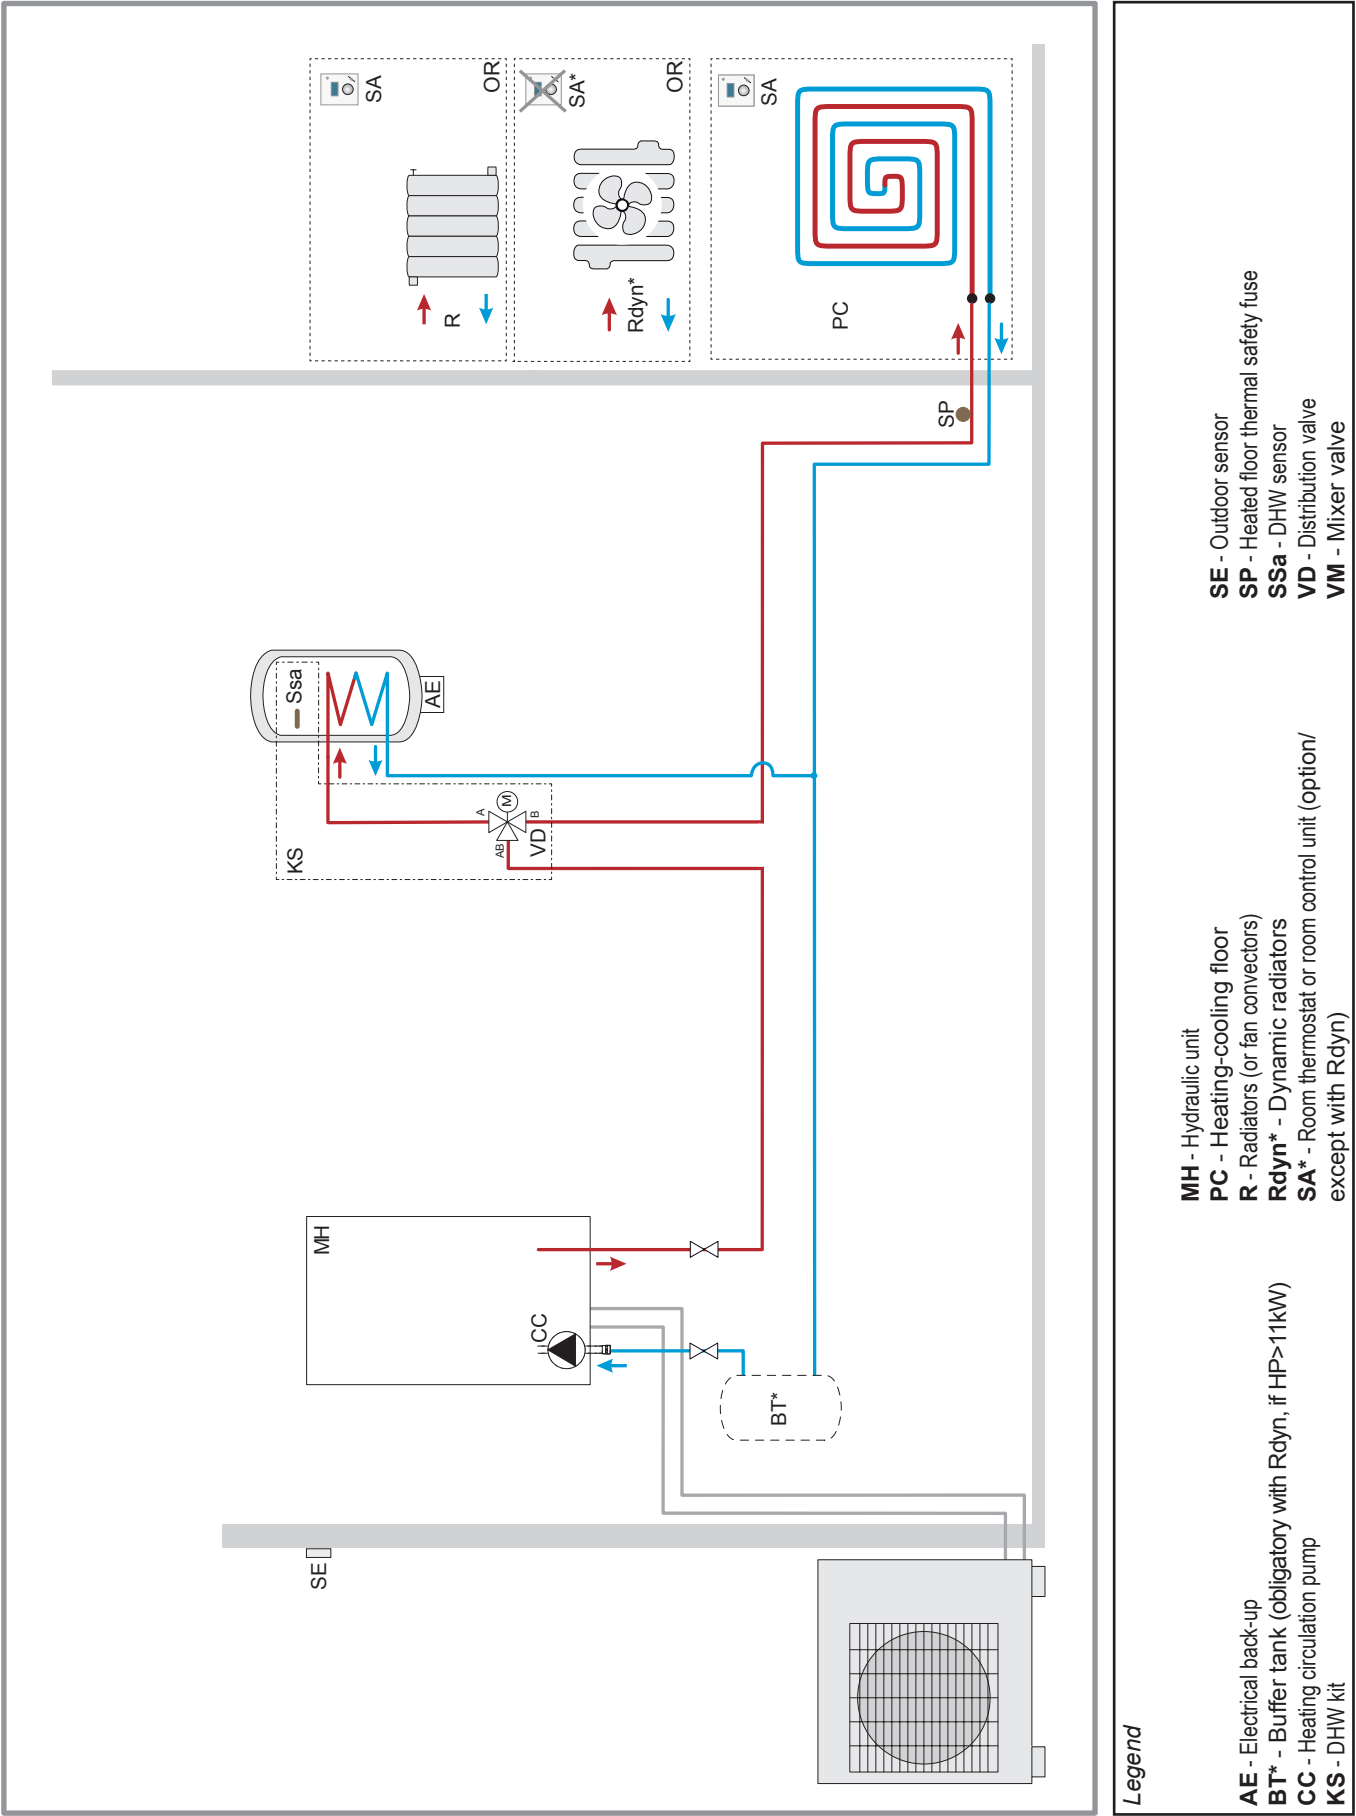 SE
MH
CC
BT*
KS
AB
A
M
B
VD
Ssa
AE
SP
R
SA
OR
Rdyn*
SA*
OR
PC
SA
Legend
AE - Electrical back-up
BT* - Buffer tank (obligatory with Rdyn, if HP>11kW)
CC - Heating circulation pump
KS - DHW kit
MH - Hydraulic unit
PC - Heating-cooling floor
R - Radiators (or fan convectors)
Rdyn* - Dynamic radiators
SA* - Room thermostat or room control unit (option/
except with Rdyn)
SE - Outdoor sensor
SP - Heated floor thermal safety fuse
SSa - DHW sensor
VD - Distribution valve
VM - Mixer valve